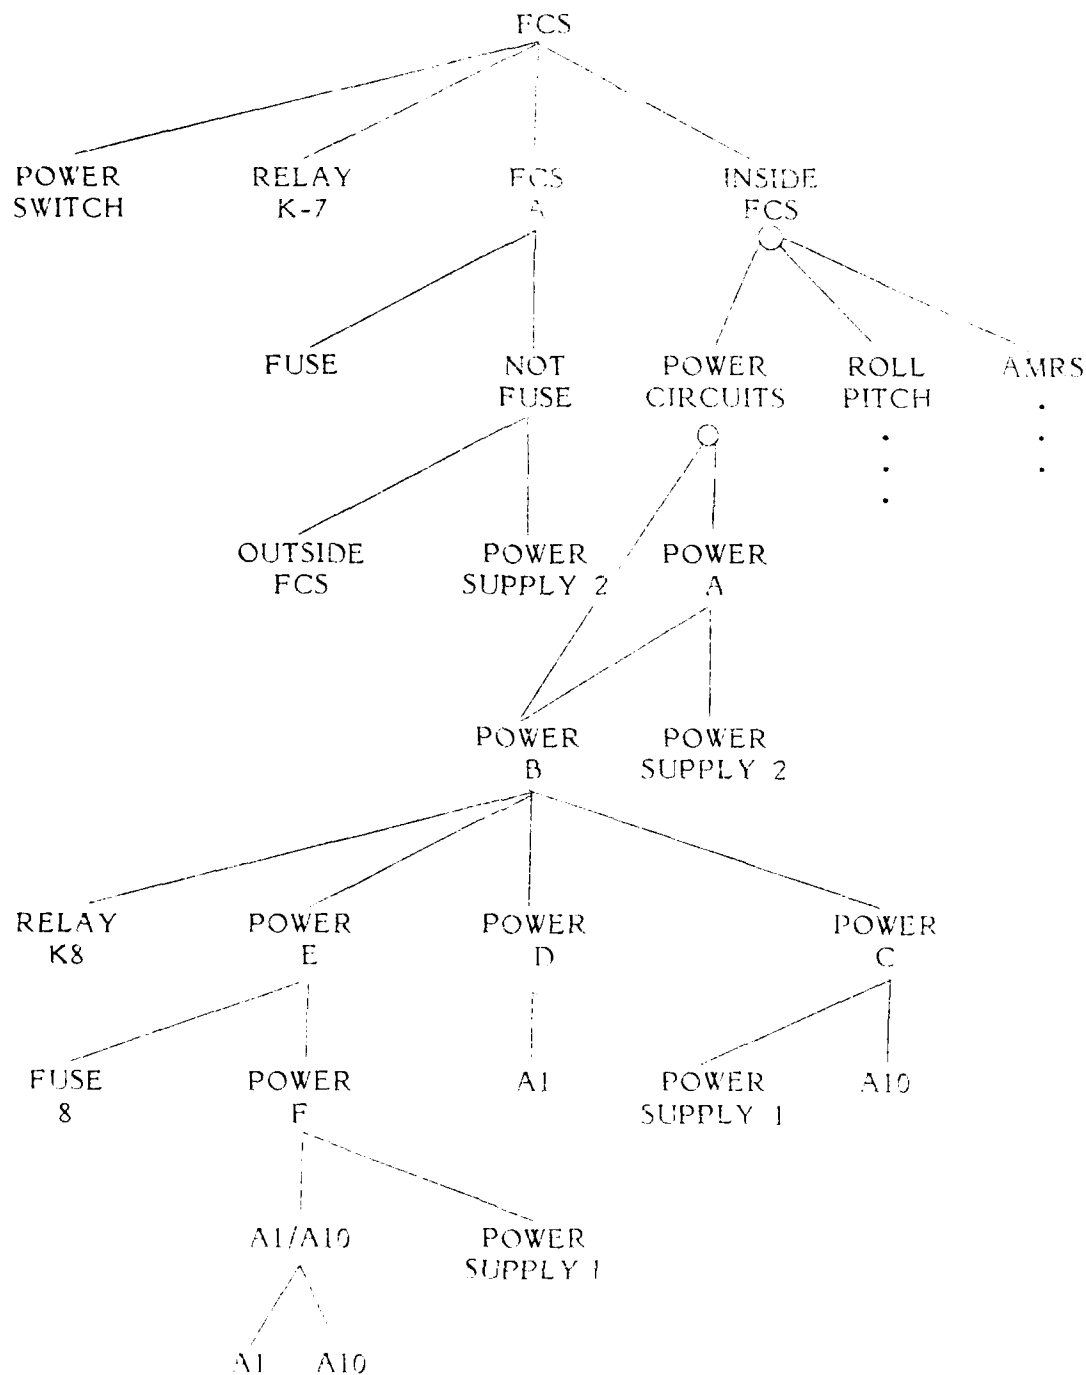 FCS
POWER
SWITCH
RELAY
K-7
FCS
A
INSIDE
FCS
FUSE
NOT
FUSE
POWER
CIRCUITS
ROLL
PITCH
AMRS
OUTSIDE
FCS
POWER
SUPPLY 2
POWER
A
POWER
B
POWER
SUPPLY 2
RELAY
K8
POWER
E
POWER
D
POWER
C
FUSE
8
POWER
F
A1
POWER
SUPPLY 1
A10
A1/A10
POWER
SUPPLY 1
A1
A10